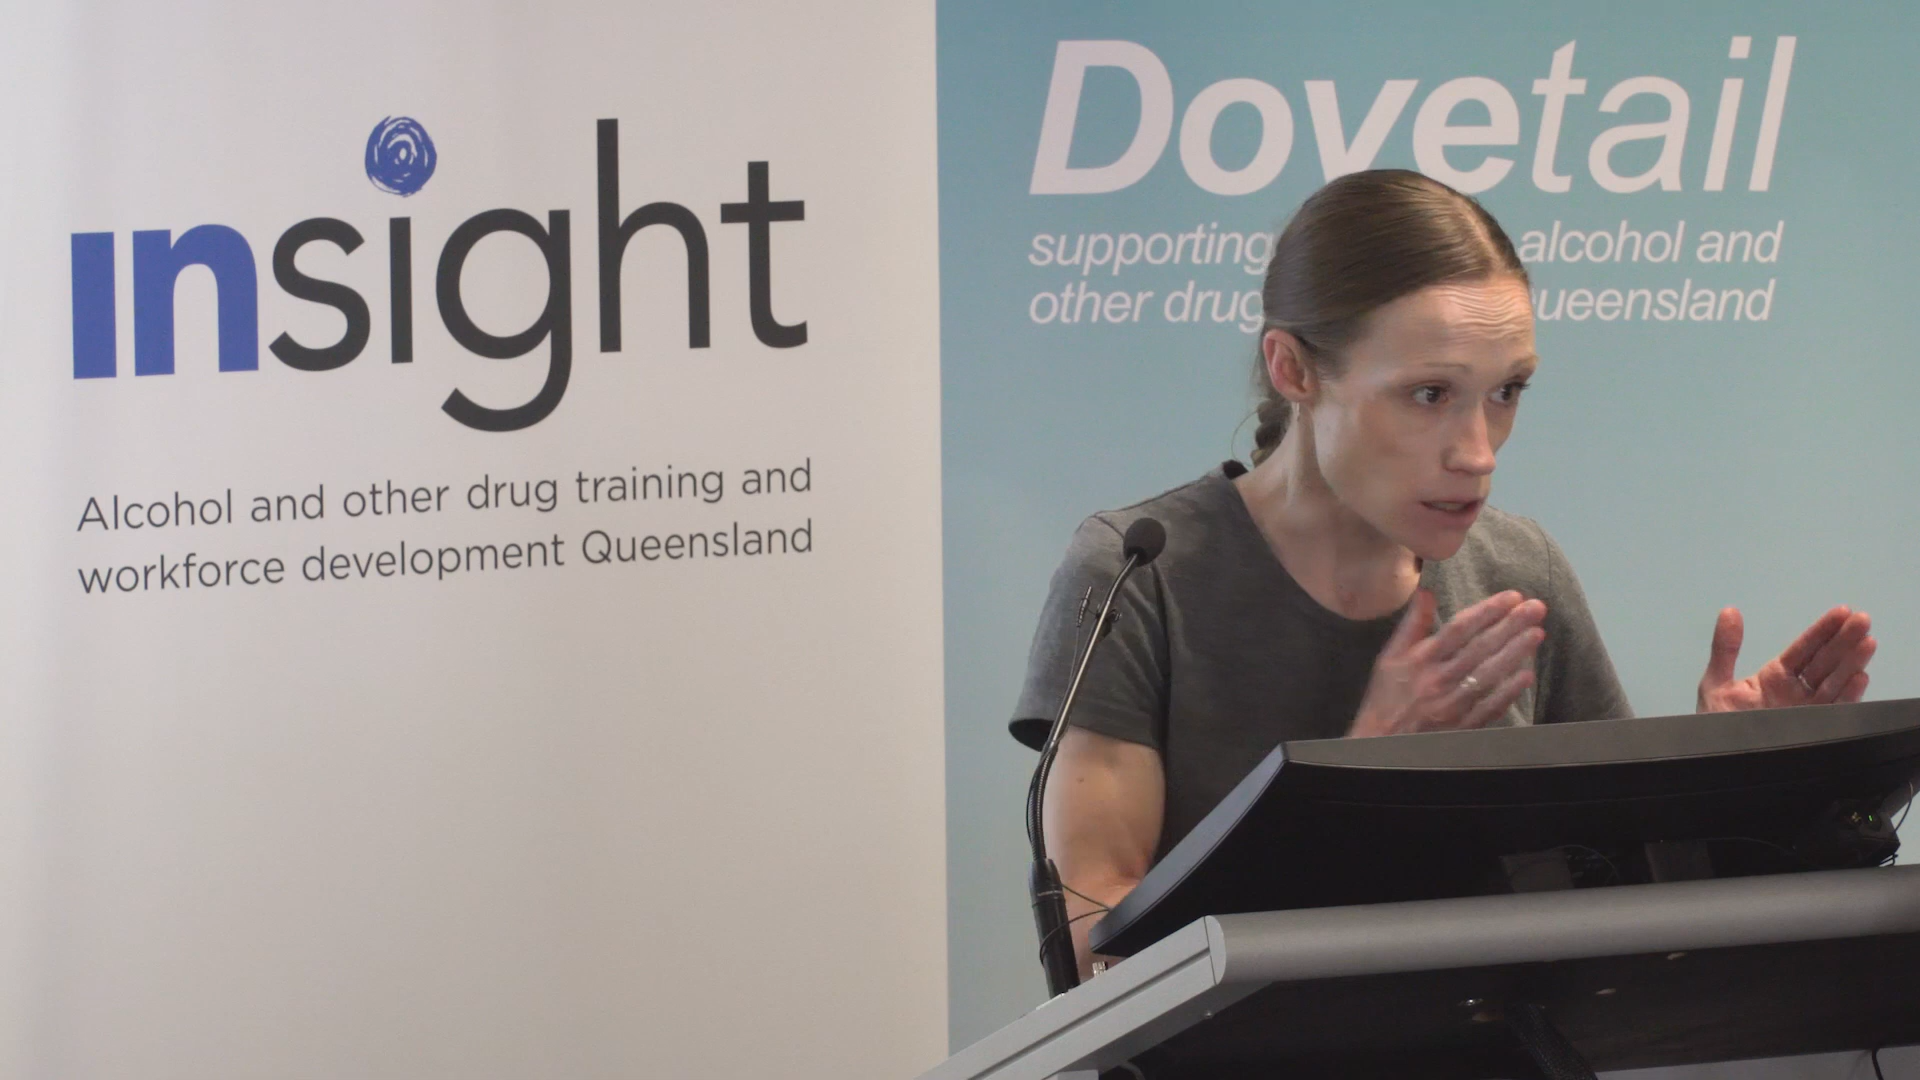 insight
Alcohol and other drug training and
workforce development Queensland
Dovetail
supporting alcohol and
other drug ueensland